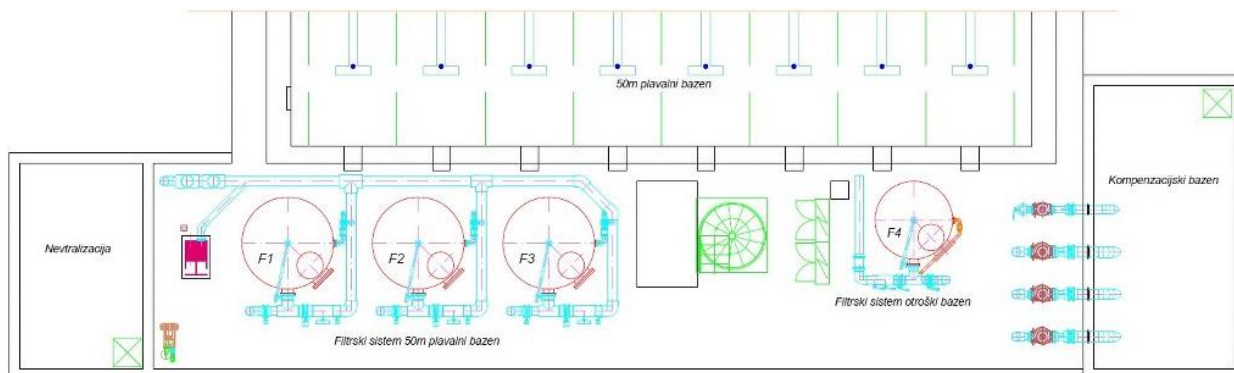 50m plavalni bazen
Kompenzacijski bazen
Nevtralizacija
F1
F2
F3
F4
Filtrski sistem otroški bazen
Filtrski sistem 50m plavalni bazen